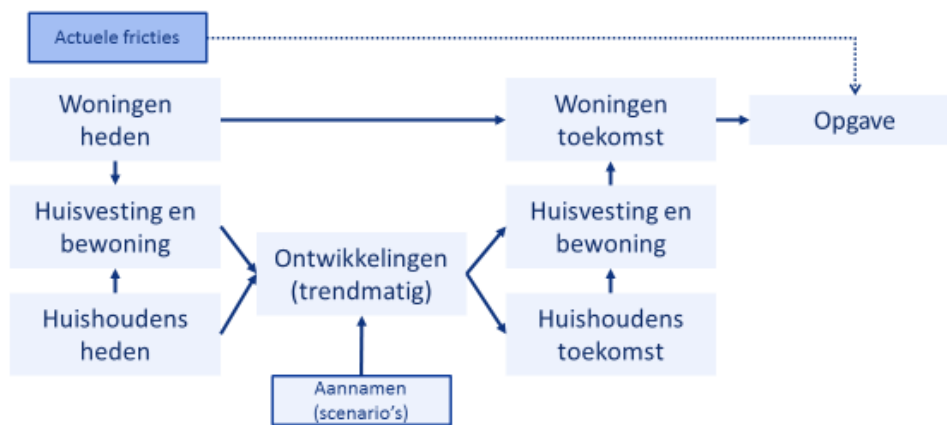 Actuele fricties
Woningen
heden
Woningen
toekomst
Opgave
Huisvesting en
bewoning
Ontwikkelingen
(trendmatig)
Huisvesting en
bewoning
Huishoudens
heden
Huishoudens
toekomst
Aannamen
(scenario's)